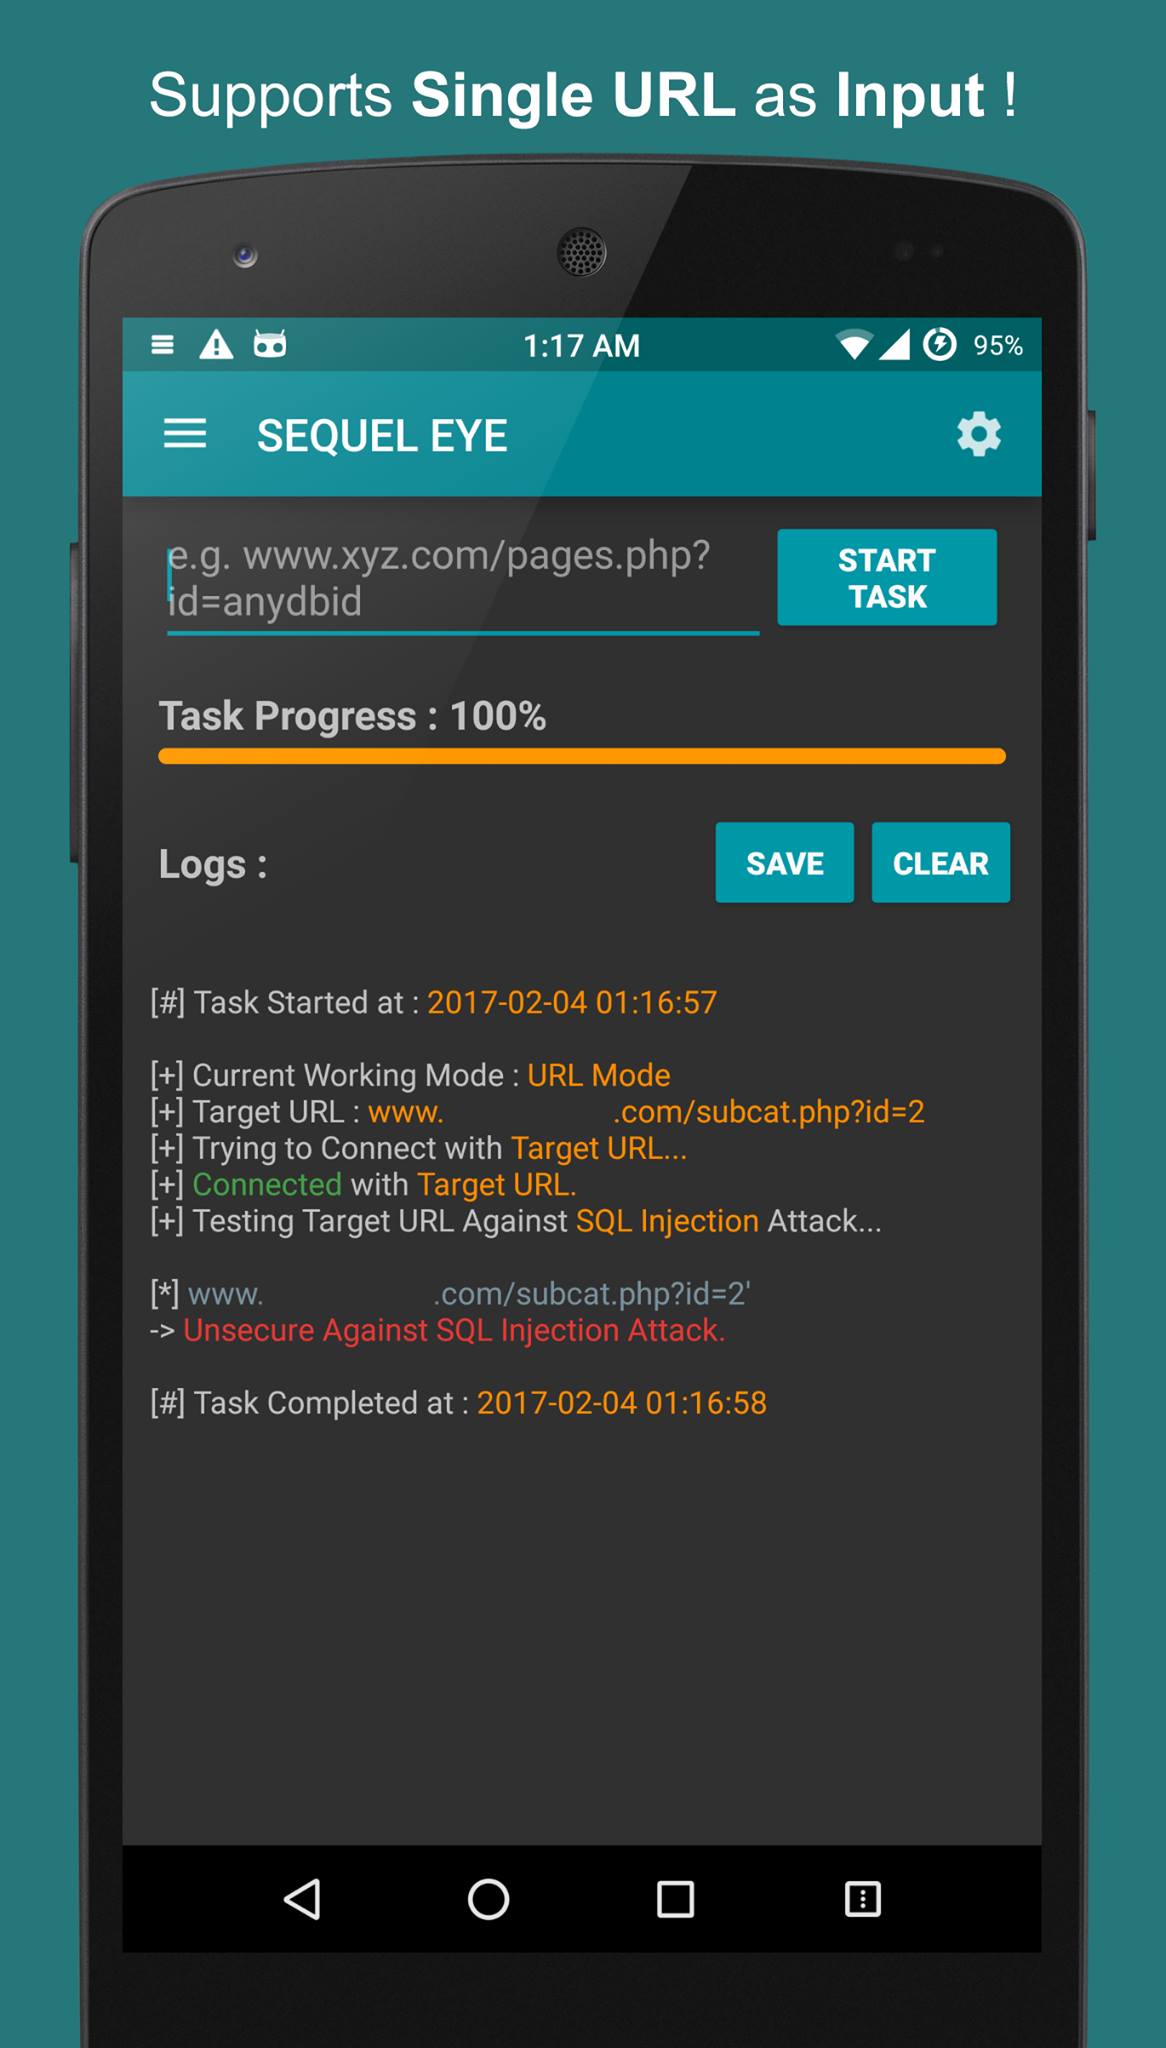 Supports Single URL as Input !
1:17 AM 95%
SEQUEL EYE
e.g. www.xyz.com/pages.php?
id=anydbid
START
TASK
Task Progress : 100%
Logs :
SAVE
CLEAR
[#] Task Started at : 2017-02-04 01:16:57
[+] Current Working Mode : URL Mode
[+] Target URL : www. .com/subcat.php?id=2
[+] Trying to Connect with Target URL...
[+] Connected with Target URL.
[+] Testing Target URL Against SQL Injection Attack...
[*] www. .com/subcat.php?id=2'
-> Unsecure Against SQL Injection Attack.
[#] Task Completed at : 2017-02-04 01:16:58